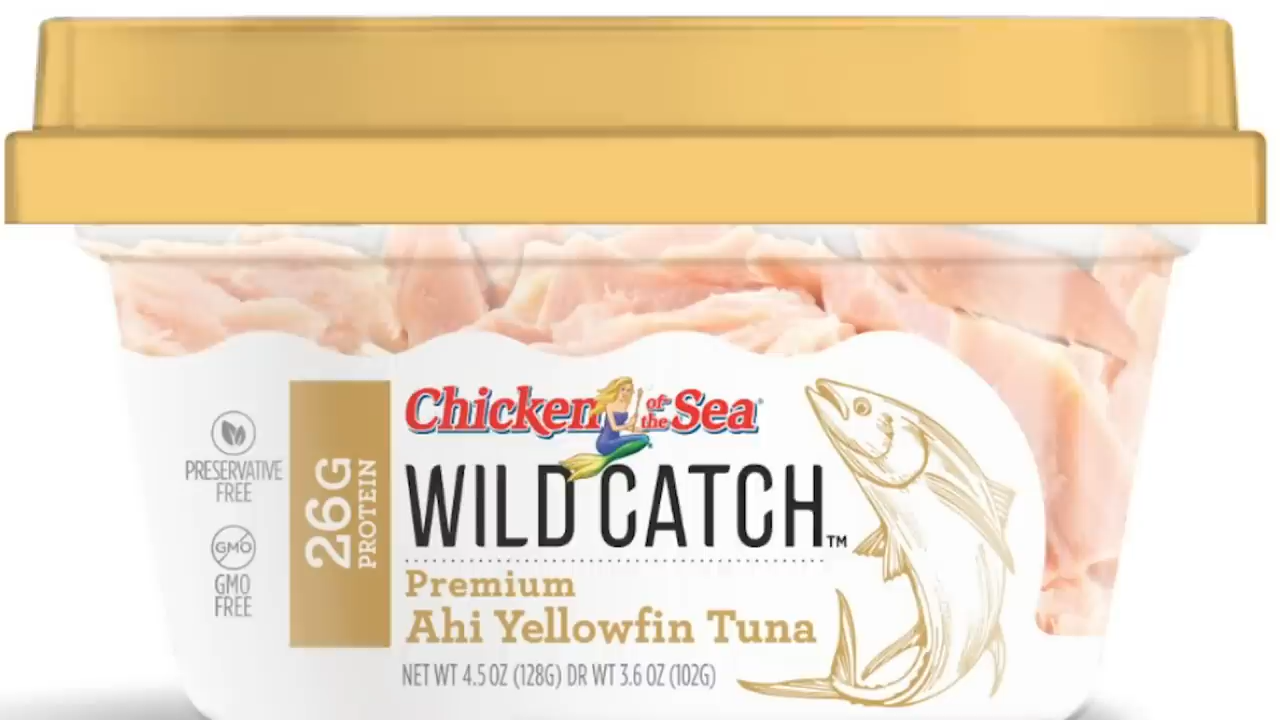 PRESERVATIVE
FREE
GMO
GMO
FREE
26G
PROTEIN
Chicken of the Sea®
WILD CATCH™
Premium
Ahi Yellowfin Tuna
NET WT 4.5 OZ (128G) DR WT 3.6 OZ (102G)